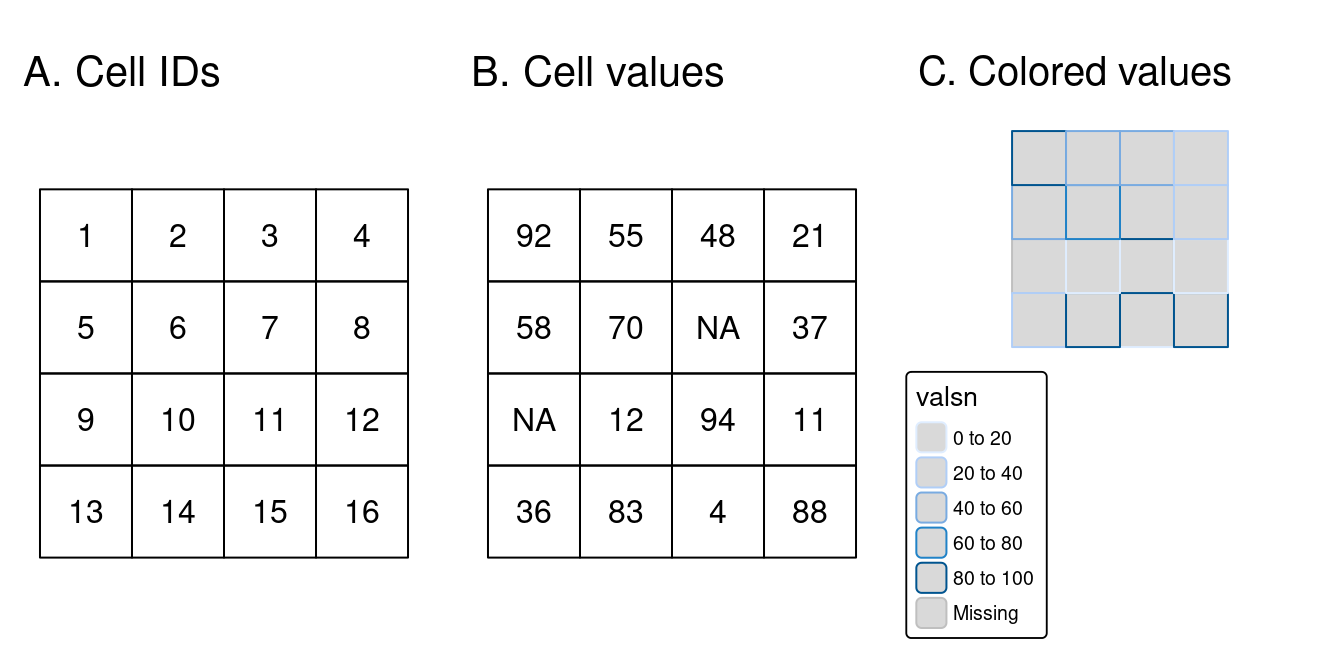 A. Cell IDs
1 2 3 4
5 6 7 8
9 10 11 12
13 14 15 16
B. Cell values
92 55 48 21
58 70 NA 37
NA 12 94 11
36 83 4 88
C. Colored values
valsn
0 to 20
20 to 40
40 to 60
60 to 80
80 to 100
Missing